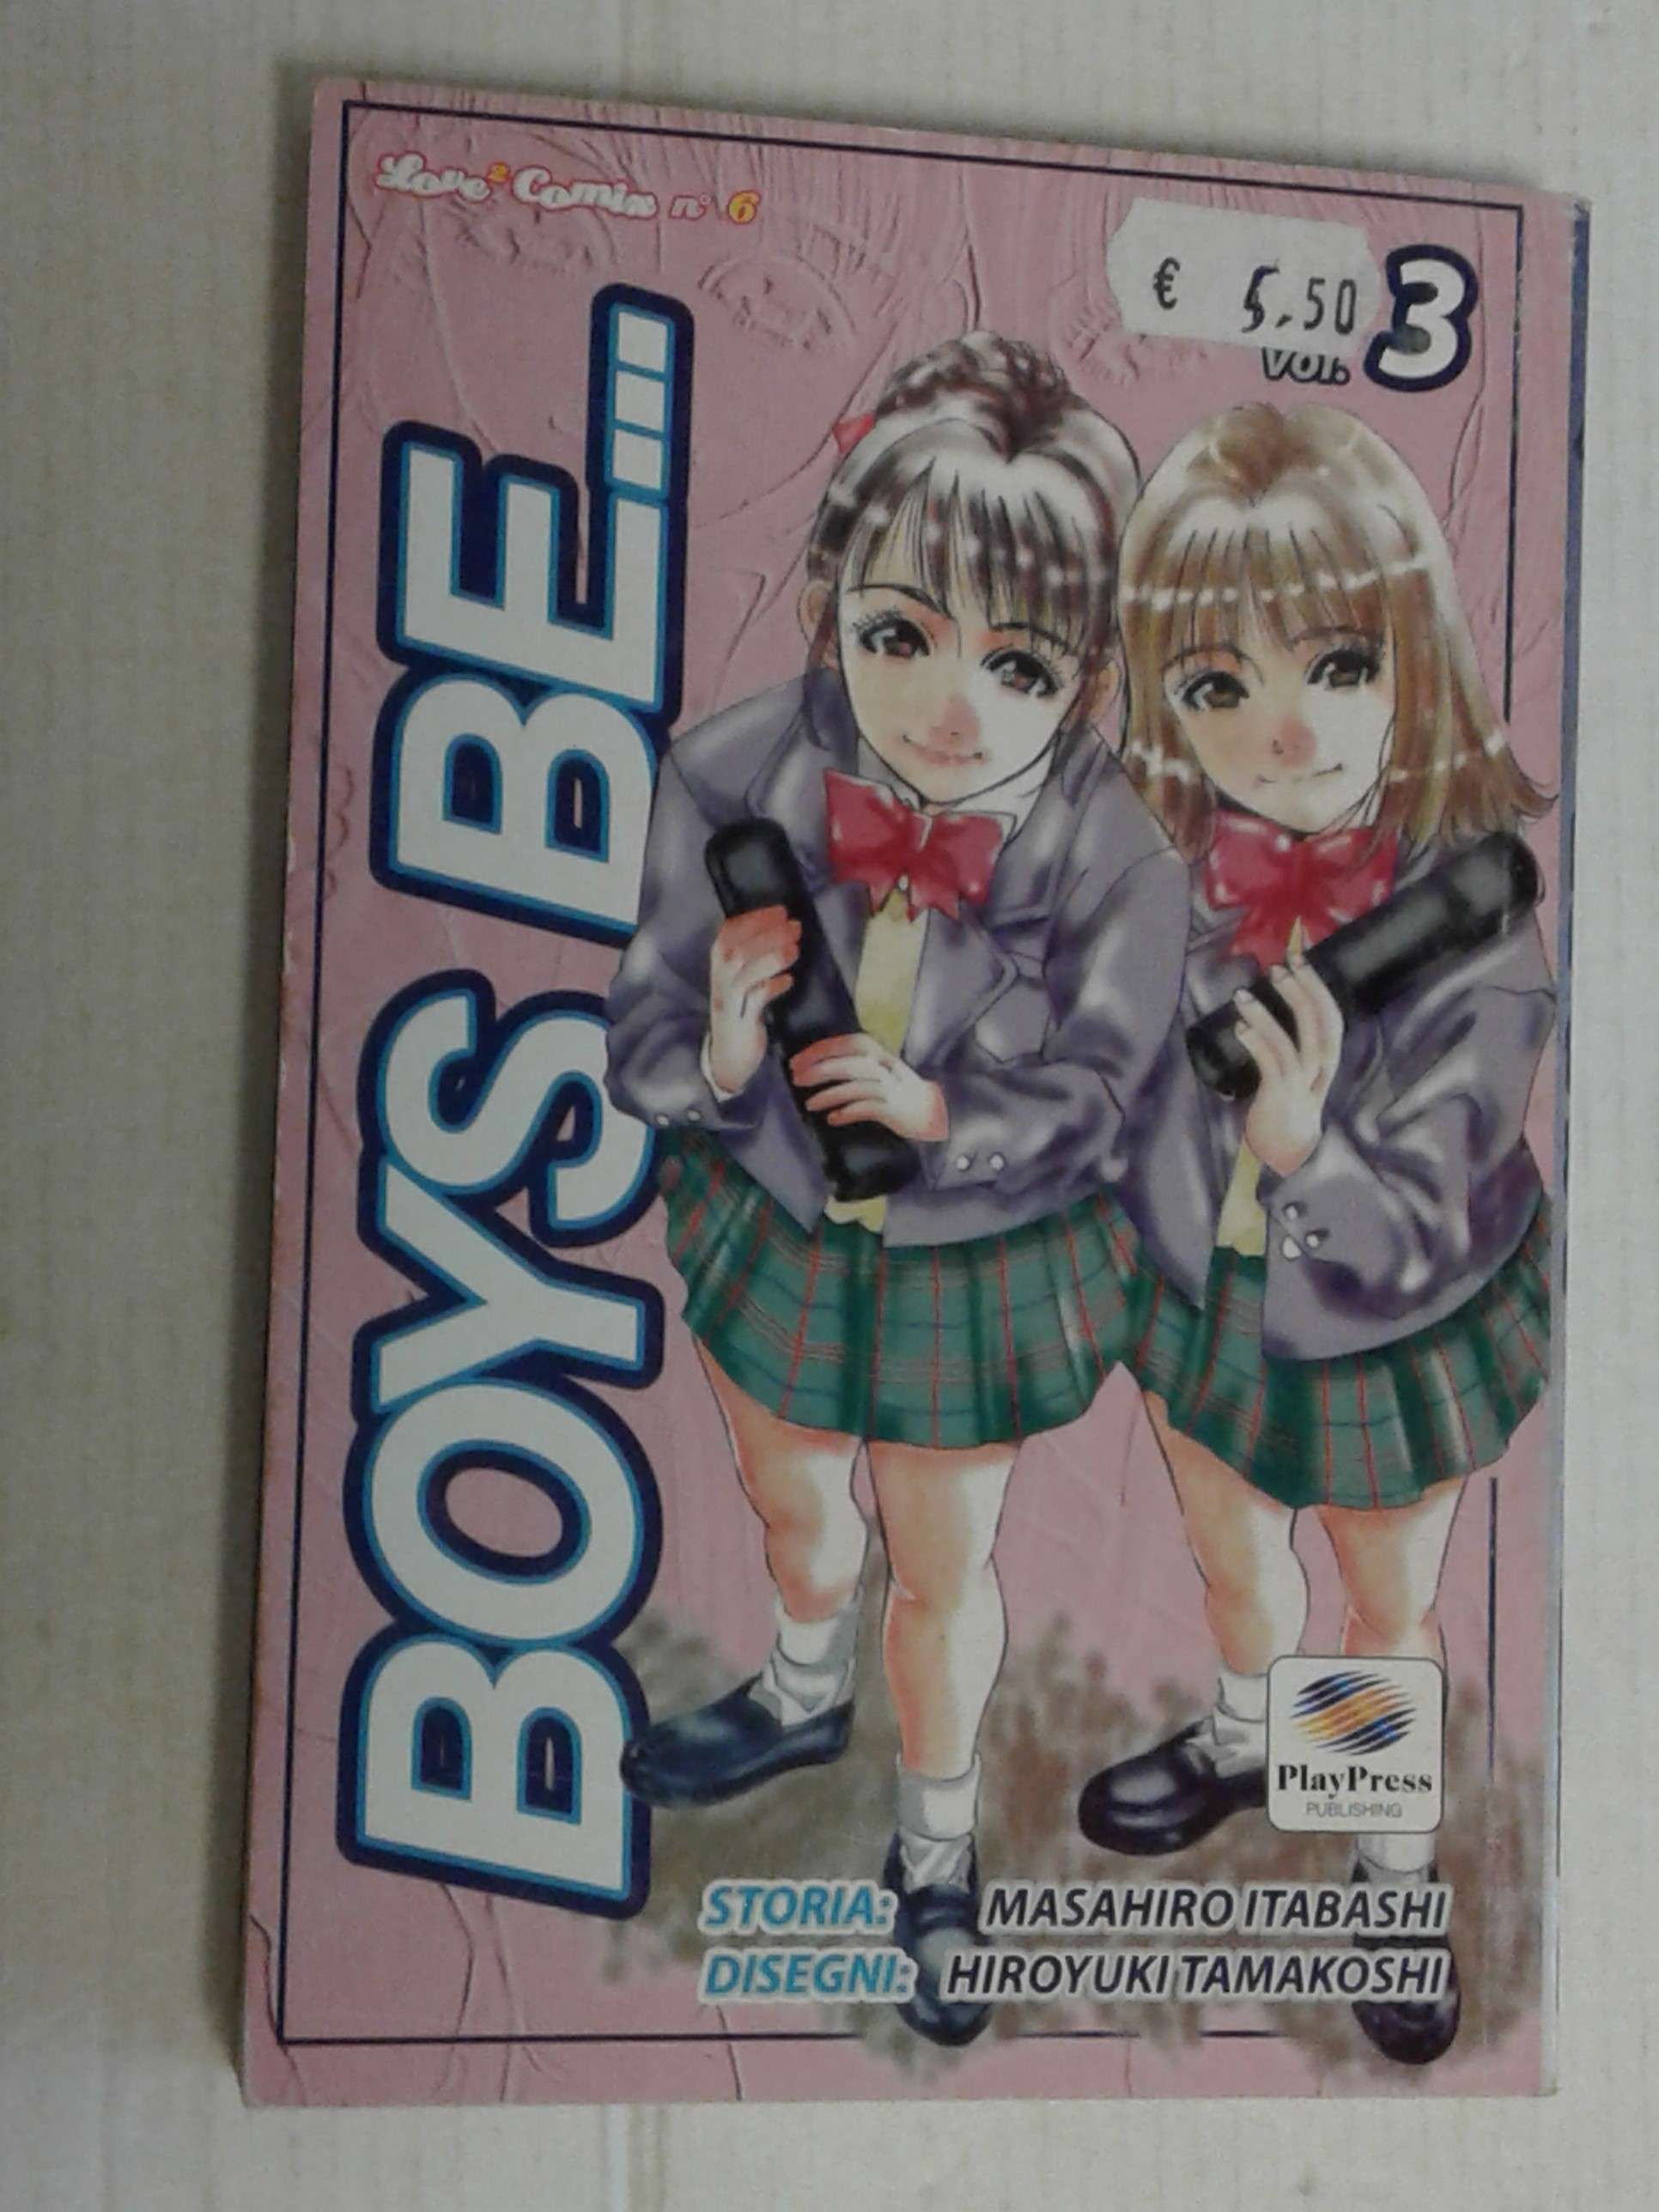 Love² Comix n° 6
€ 5,50
VOL. 3
BOYS BE...
PlayPress
PUBLISHING
STORIA: MASAHIRO ITABASHI
DISEGNI: HIROYUKI TAMAKOSHI